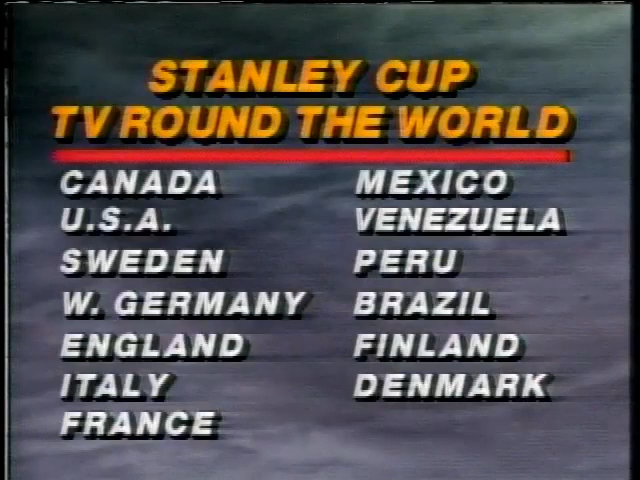 STANLEY CUP
TV ROUND THE WORLD
CANADA
U.S.A.
SWEDEN
W. GERMANY
ENGLAND
ITALY
FRANCE
MEXICO
VENEZUELA
PERU
BRAZIL
FINLAND
DENMARK